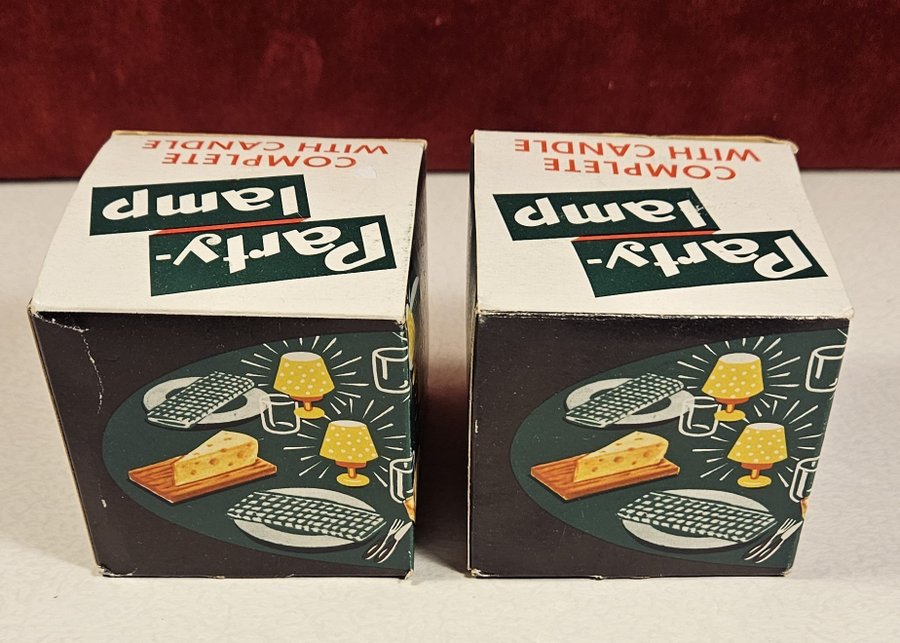 Party-
lamp
COMPLETE
WITH CANDLE
Party-
lamp
COMPLETE
WITH CANDLE